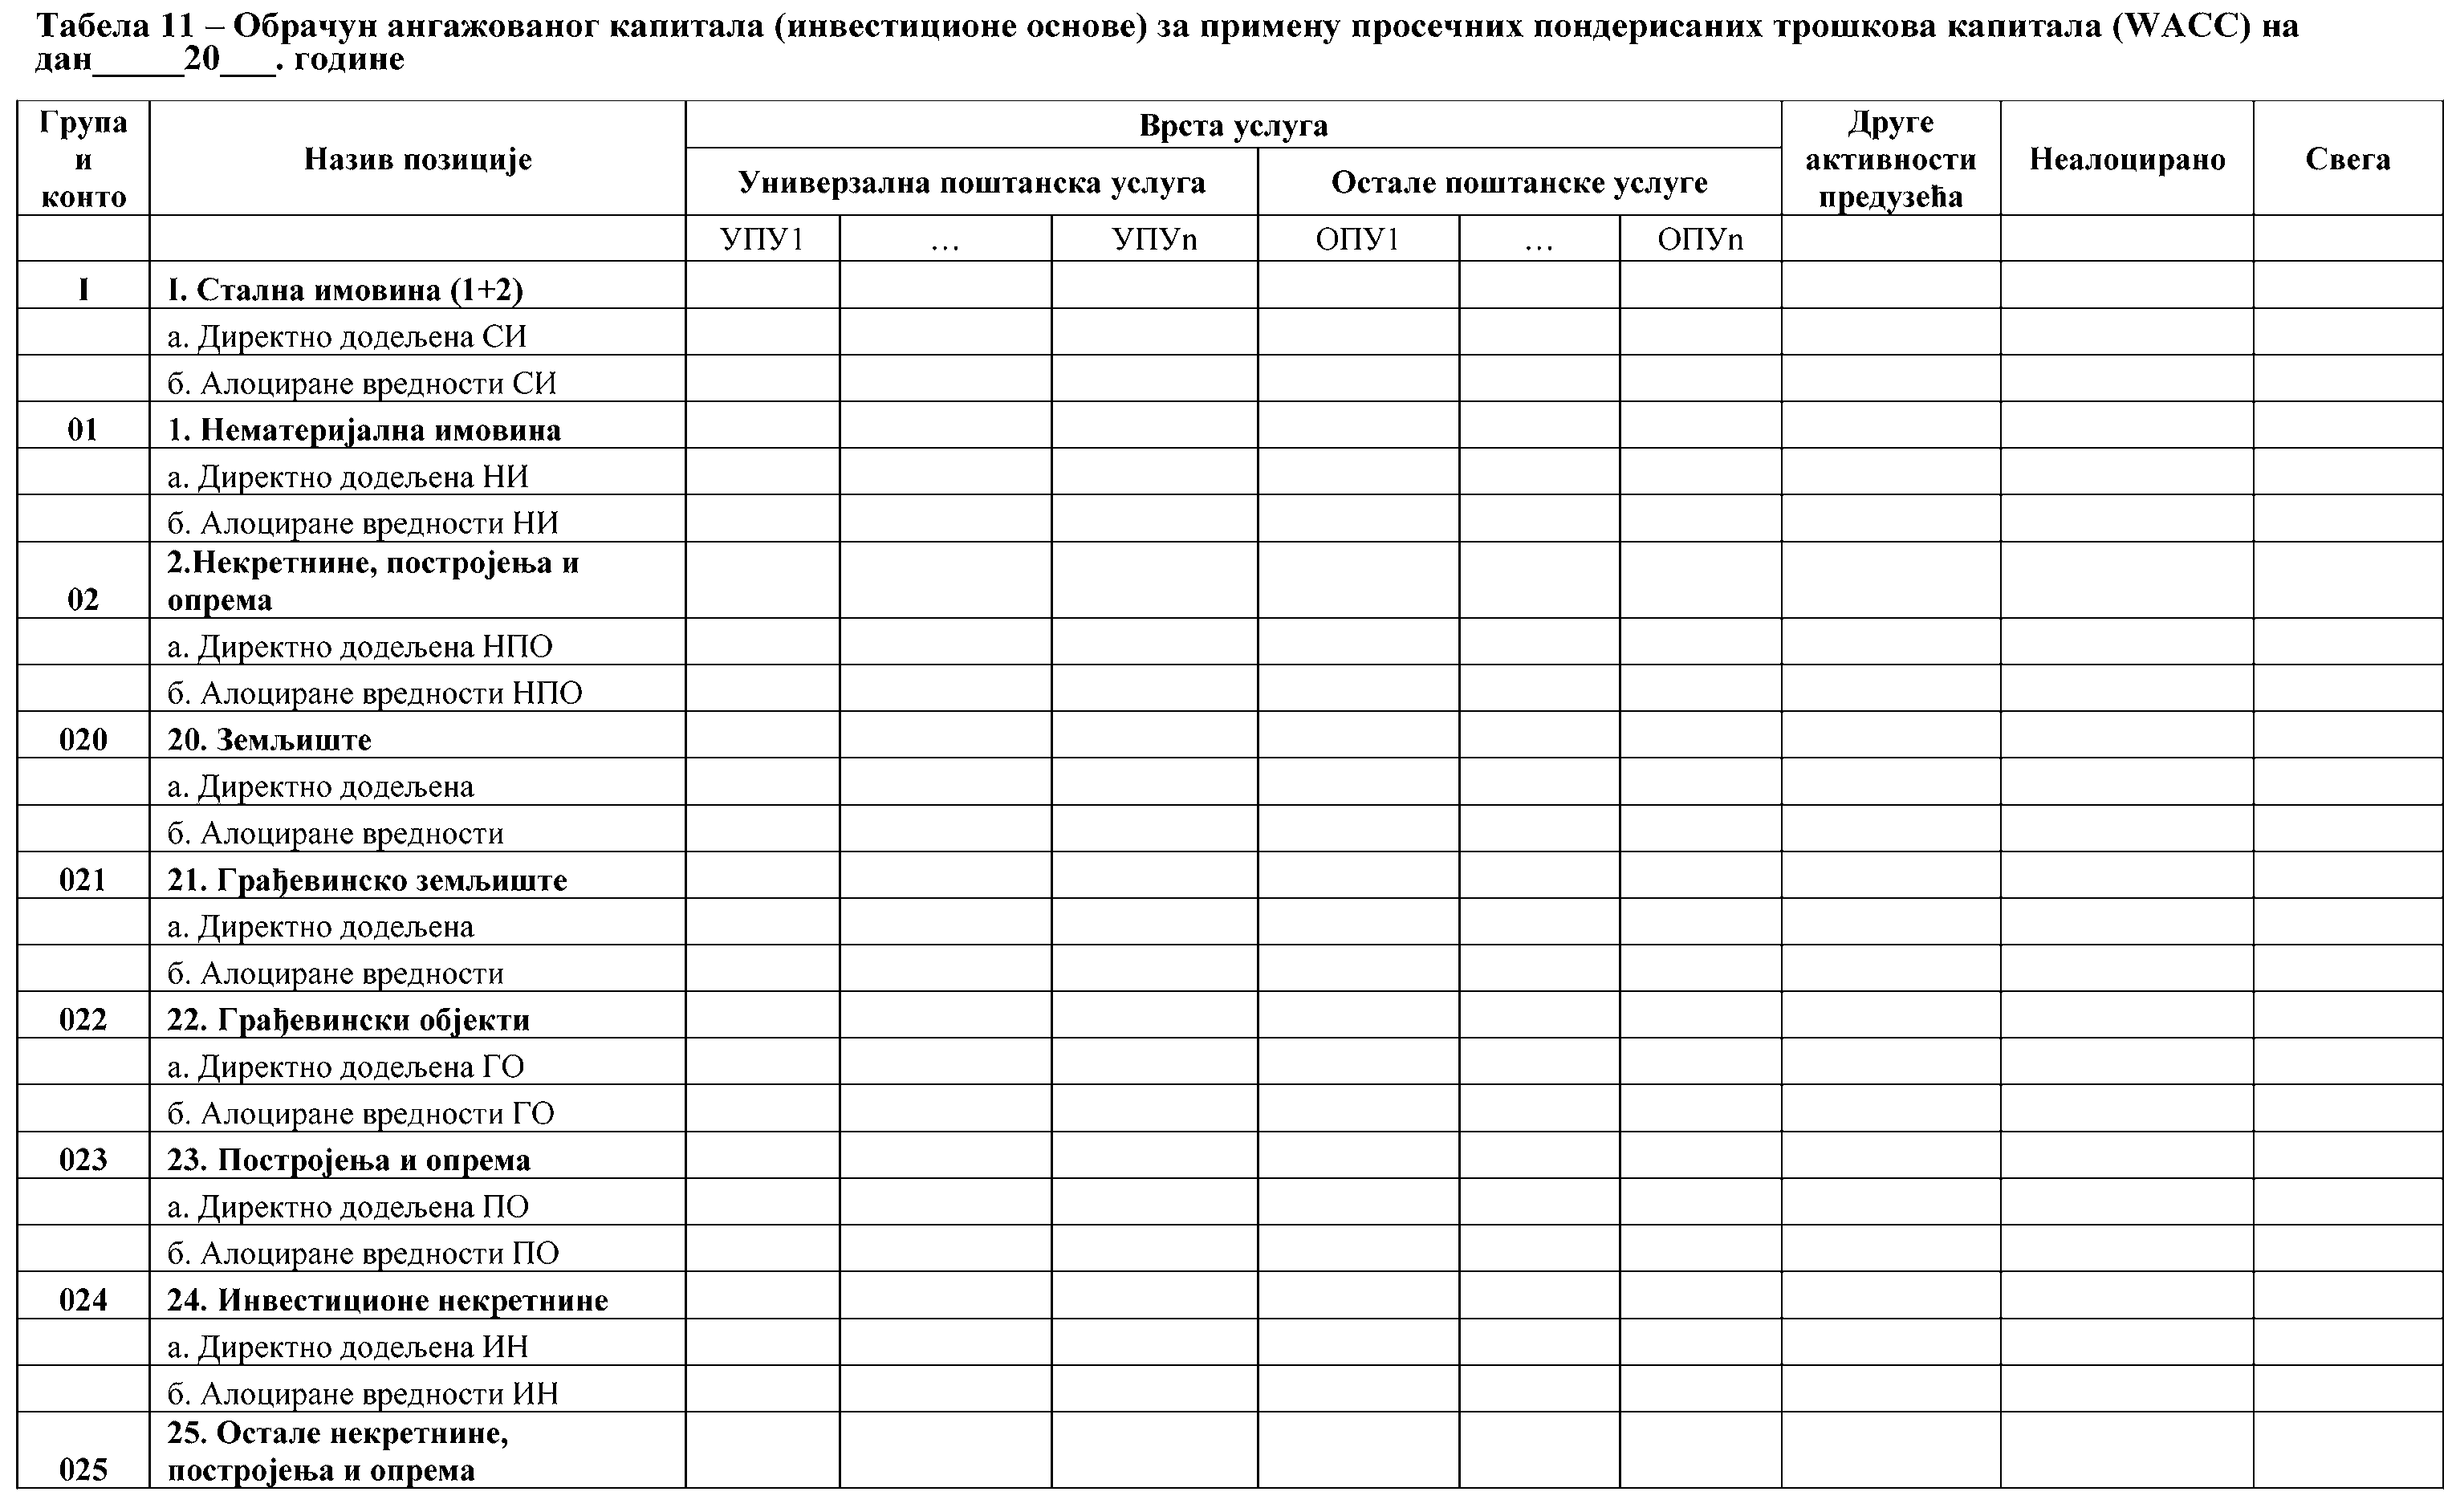 Табела 11 – Обрачун ангажованог капитала (инвестиционе основе) за примену просечних пондерисаних трошкова капитала (WACC) на
дан_____20___. године
Група и конто
Назив позиције
Врста услуга
Друге активности предузећа
Неалоцирано
Свега
Универзална поштанска услуга
Остале поштанске услуге
УПУ1 … УПУn ОПУ1 … ОПУn
I I. Стална имовина (1+2)
а. Директно додељена СИ
б. Алоциране вредности СИ
01 1. Нематеријална имовина
а. Директно додељена НИ
б. Алоциране вредности НИ
02 2.Некретнине, постројења и
опрема
а. Директно додељена НПО
б. Алоциране вредности НПО
020 20. Земљиште
а. Директно додељена
б. Алоциране вредности
021 21. Грађевинско земљиште
а. Директно додељена
б. Алоциране вредности
022 22. Грађевински објекти
а. Директно додељена ГО
б. Алоциране вредности ГО
023 23. Постројења и опрема
а. Директно додељена ПО
б. Алоциране вредности ПО
024 24. Инвестиционе некретнине
а. Директно додељена ИН
б. Алоциране вредности ИН
025 25. Остале некретнине,
постројења и опрема